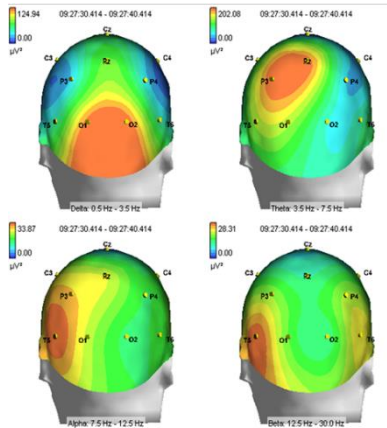 124.94 09:27:30.414 - 09:27:40.414
0.00
µV²
Cz
C3 C4
Pz
P3 P4
T5 O1 O2 T6
Delta: 0.5 Hz - 3.5 Hz
202.08 09:27:30.414 - 09:27:40.414
0.00
µV²
Cz
C3 C4
Pz
P3 P4
T5 O1 O2 T6
Theta: 3.5 Hz - 7.5 Hz
33.87 09:27:30.414 - 09:27:40.414
0.00
µV²
Cz
C3 C4
Pz
P3 P4
T5 O1 O2 T6
Alpha: 7.5 Hz - 12.5 Hz
28.31 09:27:30.414 - 09:27:40.414
0.00
µV²
Cz
C3 C4
Pz
P3 P4
T5 O1 O2 T6
Beta: 12.5 Hz - 30.0 Hz